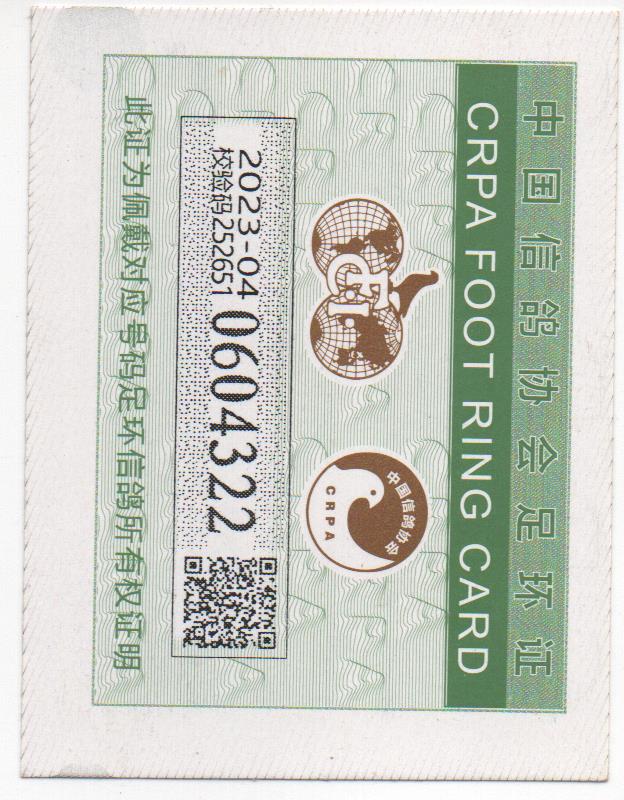 中国信鸽协会足环证
CRPA FOOT RING CARD
FCI
中国信鸽协会
CRPA
2023-04
校验码252651
0604322
此证为佩戴对应号码足环信鸽所有权证明